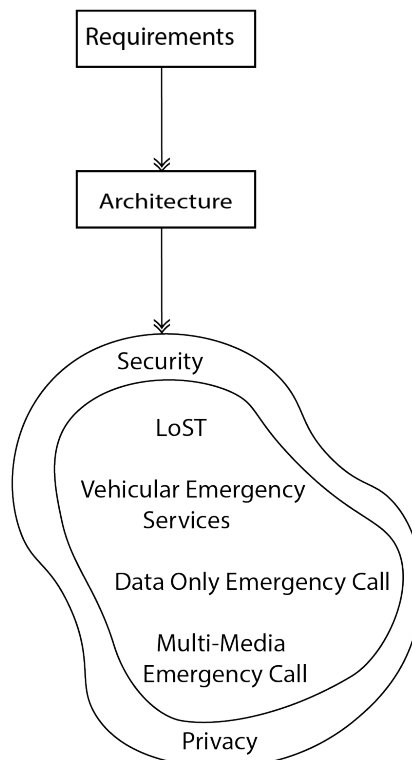 Requirements
Architecture
Security
LoST
Vehicular Emergency
Services
Data Only Emergency Call
Multi-Media
Emergency Call
Privacy